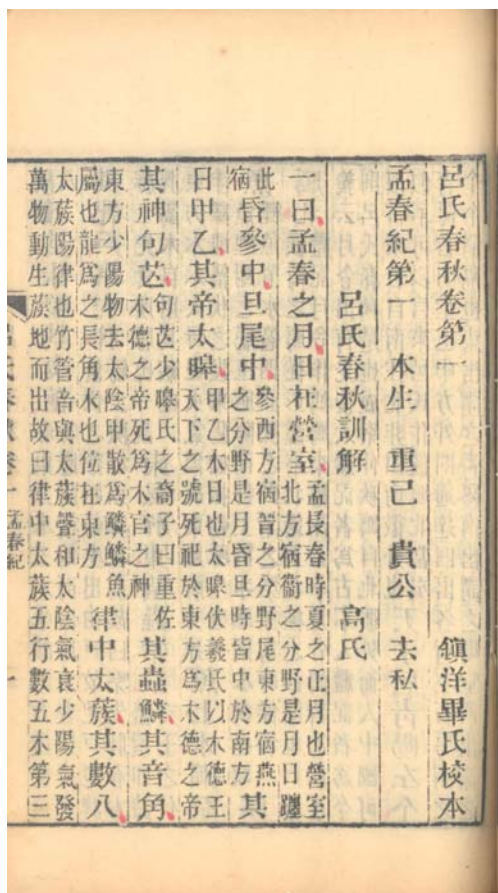 呂氏春秋卷第一 鎭洋畢氏校本
孟春紀第一 本生 重己 貴公 去私
呂氏春秋訓解 高氏
一曰孟春之月日在營室
孟長春時夏之正月也營室
北方宿衞之分野是月日躔
此
宿
昏參中旦尾中
參西方宿晉之分野尾東方宿燕
之分野是月昏旦時皆中於南方
其
日甲乙其帝太皞
甲乙木日也太皞伏羲氏以木德王
天下之號死祀於東方爲木德之帝
其神句芒
句芒少皞氏之裔子曰重佐
木德之帝死爲木官之神
其蟲鱗其音角
東方少陽物去太陰甲散爲鱗鱗魚
屬也龍爲之長角木也位在東方
律中太蔟其數八
太蔟陽律也竹管音與太蔟聲和太陰氣衰少陽氣發
萬物動生蔟地而出故曰律中太蔟五行數五木第三
呂氏春秋卷一 孟春紀 一